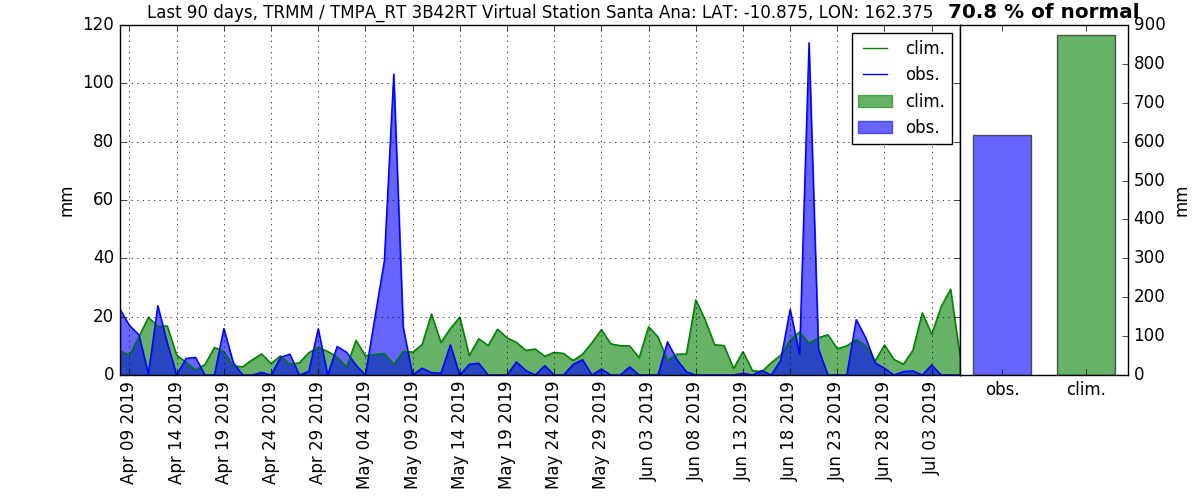 Last 90 days, TRMM / TMPA_RT 3B42RT Virtual Station Santa Ana: LAT: -10.875, LON: 162.375
70.8 % of normal
120
100
80
60
40
20
0
mm
clim.
obs.
clim.
obs.
900
800
700
600
500
400
300
200
100
0
mm
obs.
clim.
Apr 09 2019
Apr 14 2019
Apr 19 2019
Apr 24 2019
Apr 29 2019
May 04 2019
May 09 2019
May 14 2019
May 19 2019
May 24 2019
May 29 2019
Jun 03 2019
Jun 08 2019
Jun 13 2019
Jun 18 2019
Jun 23 2019
Jun 28 2019
Jul 03 2019